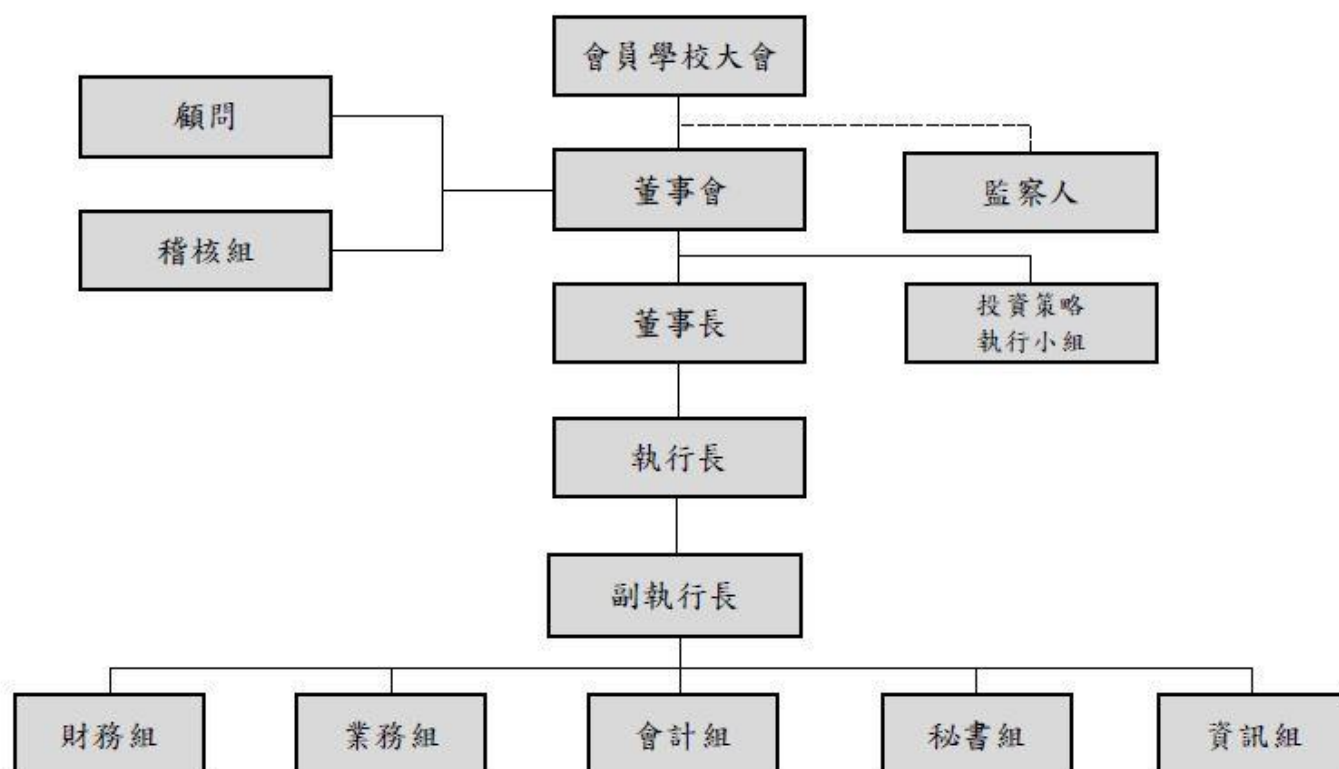 會員學校大會
顧問
董事會
監察人
稽核組
董事長
投資策略
執行小組
執行長
副執行長
財務組
業務組
會計組
秘書組
資訊組